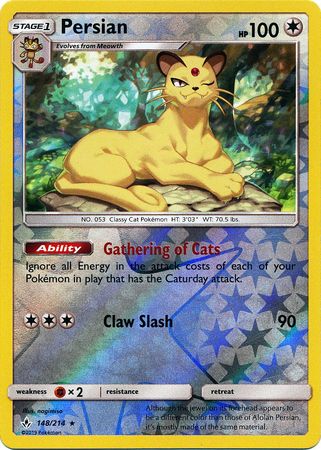 STAGE 1
Persian
HP 100
Evolves from Meowth
NO. 053 Classy Cat Pokémon HT: 3'03" WT: 70.5 lbs.
Ability
Gathering of Cats
Ignore all Energy in the attack costs of each of your
Pokémon in play that has the Caturday attack.
Claw Slash
90
weakness
× 2
resistance
retreat
Illus. nagimiso
148/214 ★
©2019 Pokémon
Although the jewel on its forehead appears to
be a different color than those of Alolan Persian,
it's mostly made of the same material.